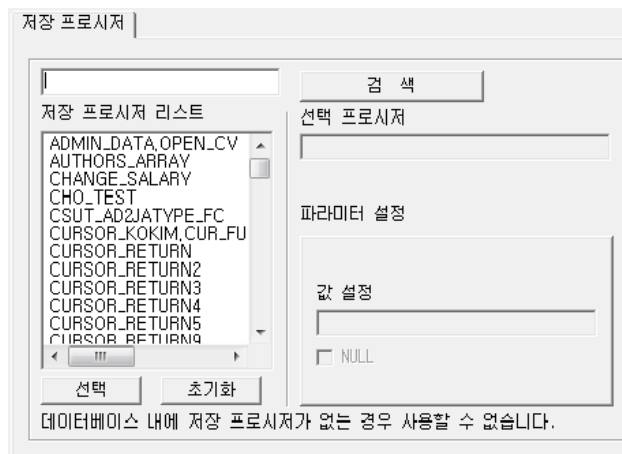 저장 프로시저
검 색
저장 프로시저 리스트
ADMIN_DATA,OPEN_CV
AUTHORS_ARRAY
CHANGE_SALARY
CHO_TEST
CSUT_AD2JATYPE_FC
CURSOR_KOKIM,CUR_FU
CURSOR_RETURN
CURSOR_RETURN2
CURSOR_RETURN3
CURSOR_RETURN4
CURSOR_RETURN5
CURSOR_RETURN9
선택
초기화
선택 프로시저
파라미터 설정
값 설정
NULL
데이터베이스 내에 저장 프로시저가 없는 경우 사용할 수 없습니다.